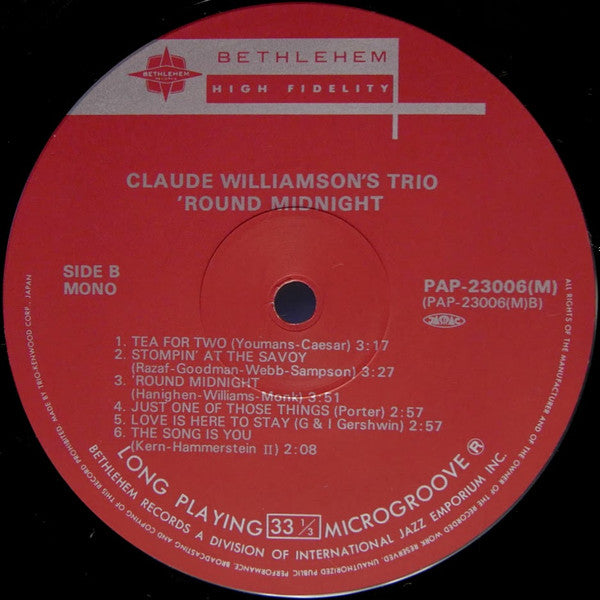 BETHLEHEM
BETHLEHEM
RECORDS
HIGH FIDELITY
CLAUDE WILLIAMSON'S TRIO
'ROUND MIDNIGHT
SIDE B
MONO
PAP-23006(M)
(PAP-23006(M)B)
JASRAC
1. TEA FOR TWO (Youmans-Caesar) 3:17
2. STOMPIN' AT THE SAVOY
(Razaf-Goodman-Webb-Sampson) 3:27
3. 'ROUND MIDNIGHT
(Hanighen-Williams-Monk) 3:51
4. JUST ONE OF THOSE THINGS (Porter) 2:57
5. LOVE IS HERE TO STAY (G & I Gershwin) 2:57
6. THE SONG IS YOU
(Kern-Hammerstein II) 2:08
LONG PLAYING 33 1/3 MICROGROOVE ®
BETHLEHEM RECORDS A DIVISION OF INTERNATIONAL JAZZ EMPORIUM INC.
ALL RIGHTS OF THE MANUFACTURER AND OF THE OWNER OF THE RECORDED WORK RESERVED. UNAUTHORIZED PUBLIC PERFORMANCE, BROADCASTING AND COPYING OF THIS RECORD PROHIBITED. MADE BY TRIO-KENWOOD CORP., JAPAN